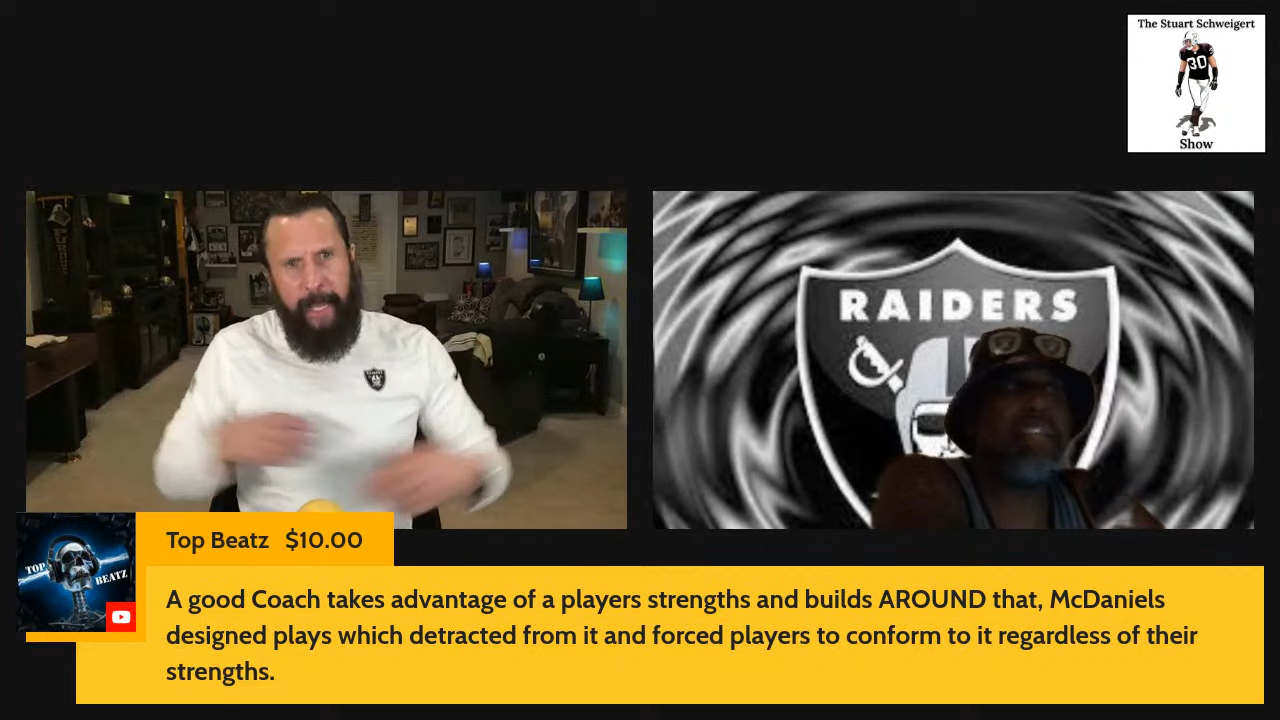 The Stuart Schweigert
30
Show
RAIDERS
Top Beatz $10.00
TOP
BEATZ
A good Coach takes advantage of a players strengths and builds AROUND that, McDaniels
designed plays which detracted from it and forced players to conform to it regardless of their
strengths.